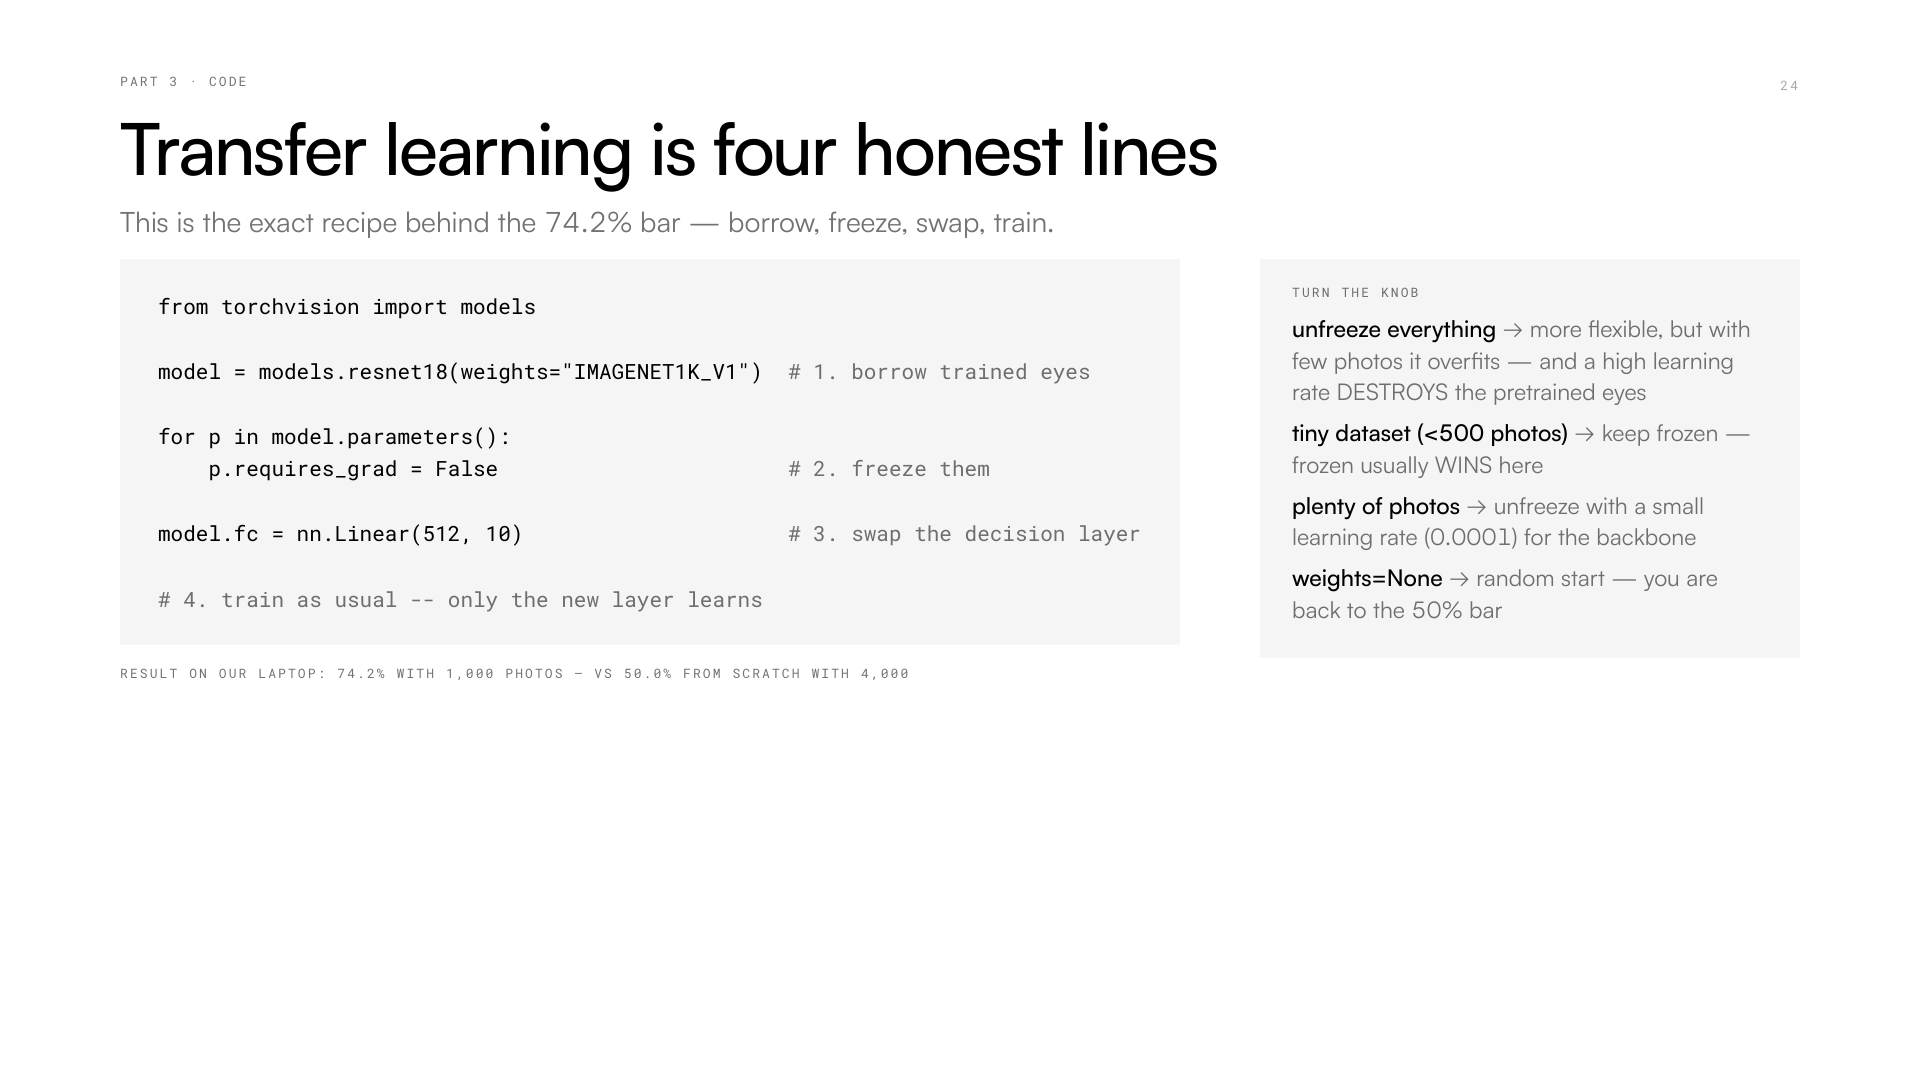 PART 3 · CODE
24
Transfer learning is four honest lines
This is the exact recipe behind the 74.2% bar — borrow, freeze, swap, train.
from torchvision import models
model = models.resnet18(weights="IMAGENET1K_V1")  # 1. borrow trained eyes
for p in model.parameters():
    p.requires_grad = False                       # 2. freeze them
model.fc = nn.Linear(512, 10)                     # 3. swap the decision layer
# 4. train as usual -- only the new layer learns
RESULT ON OUR LAPTOP: 74.2% WITH 1,000 PHOTOS — VS 50.0% FROM SCRATCH WITH 4,000
TURN THE KNOB
unfreeze everything → more flexible, but with
few photos it overfits — and a high learning
rate DESTROYS the pretrained eyes
tiny dataset (<500 photos) → keep frozen —
frozen usually WINS here
plenty of photos → unfreeze with a small
learning rate (0.0001) for the backbone
weights=None → random start — you are
back to the 50% bar